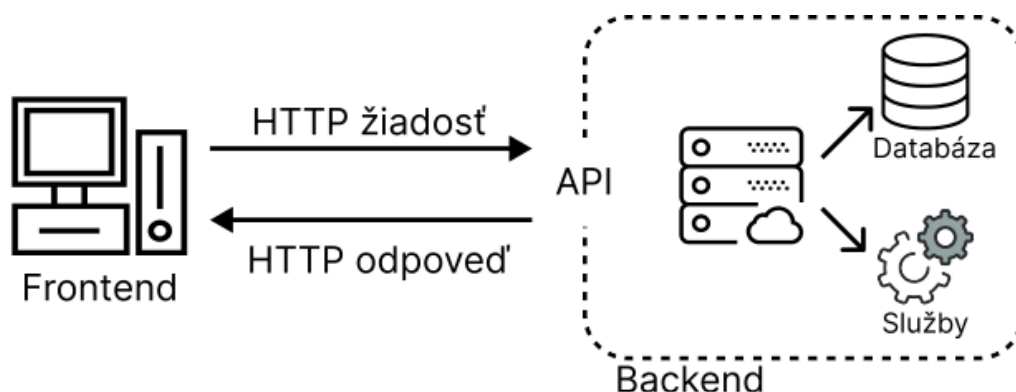 HTTP žiadosť
API
HTTP odpoveď
Frontend
Databáza
Služby
Backend